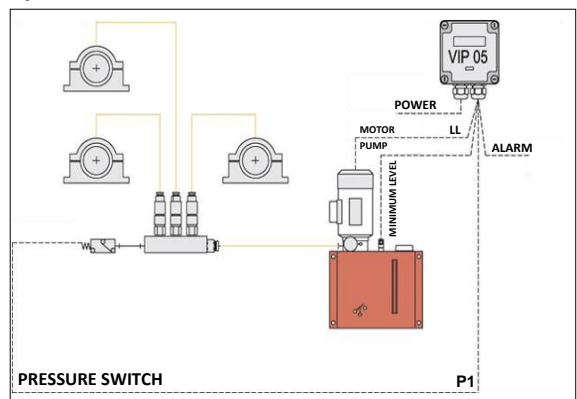 VIP 05
POWER
MOTOR
PUMP
LL
ALARM
MINIMUM LEVEL
PRESSURE SWITCH
P1